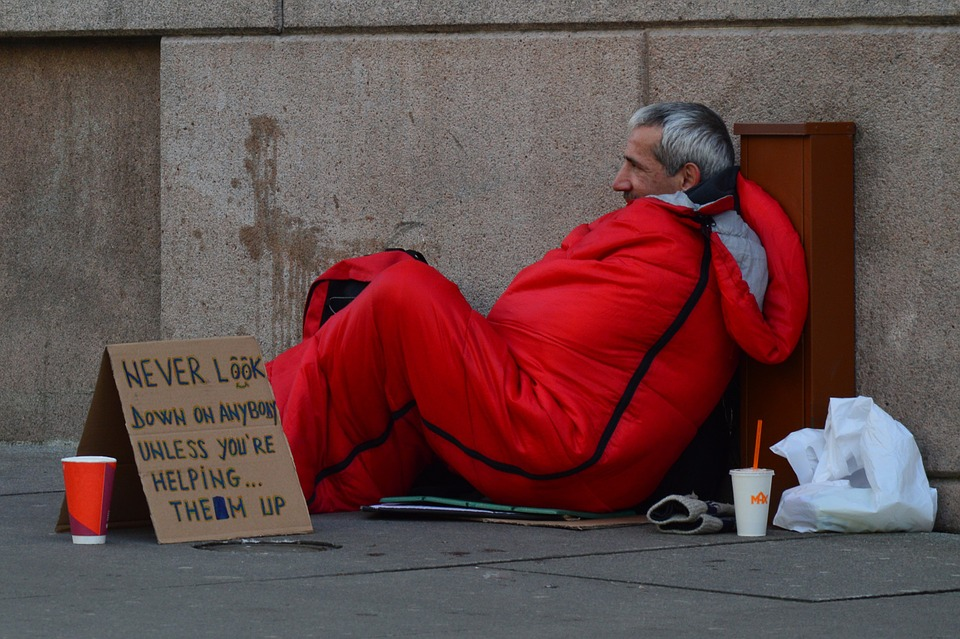 NEVER LOOK
DOWN ON ANYBODY
UNLESS YOU'RE
HELPING...
THEM UP
MAX